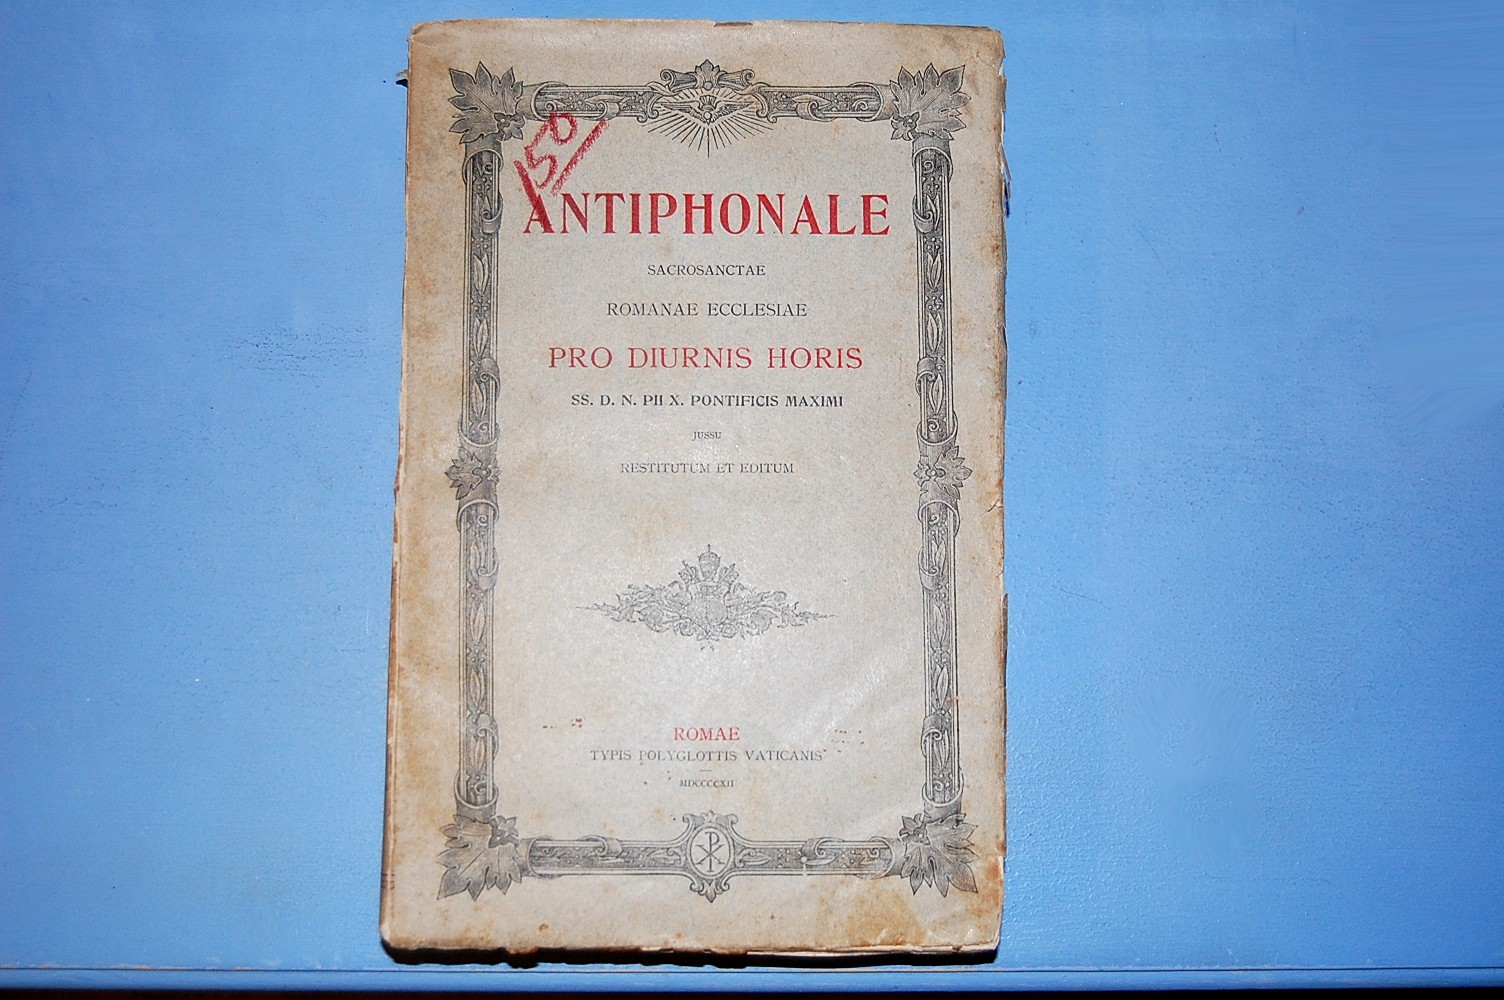 50
ANTIPHONALE
SACROSANCTAE
ROMANAE ECCLESIAE
PRO DIURNIS HORIS
SS. D. N. PII X. PONTIFICIS MAXIMI
JUSSU
RESTITUTUM ET EDITUM
ROMAE
TYPIS POLYGLOTTIS VATICANIS
MDCCCCXII